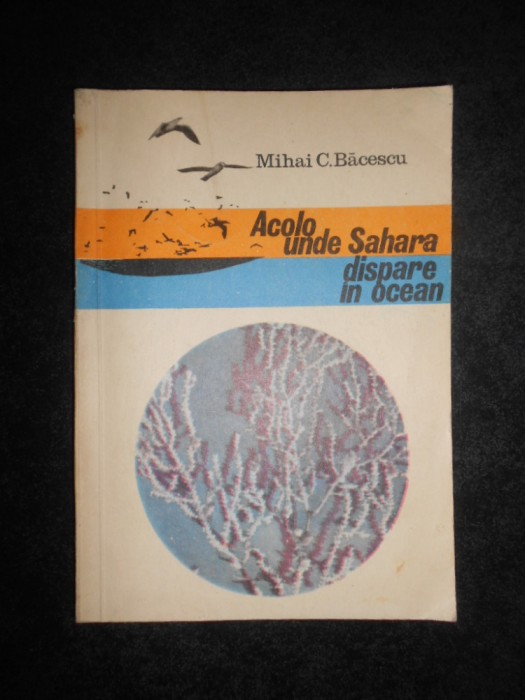 Mihai C. Băcescu
Acolo
unde Sahara
dispare
în ocean